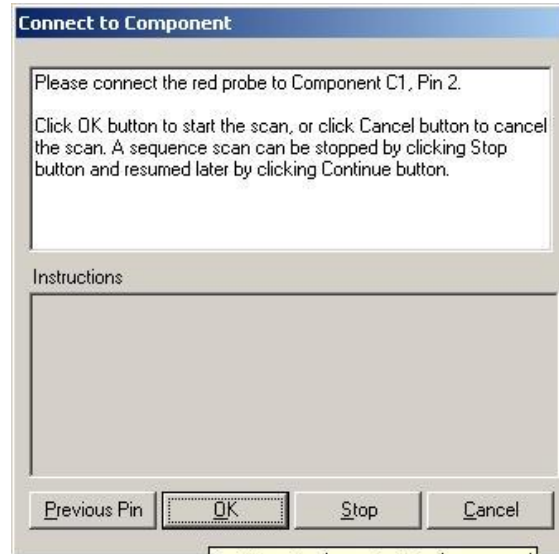 Connect to Component
Please connect the red probe to Component C1, Pin 2.
Click OK button to start the scan, or click Cancel button to cancel
the scan. A sequence scan can be stopped by clicking Stop
button and resumed later by clicking Continue button.
Instructions
Previous Pin OK Stop Cancel